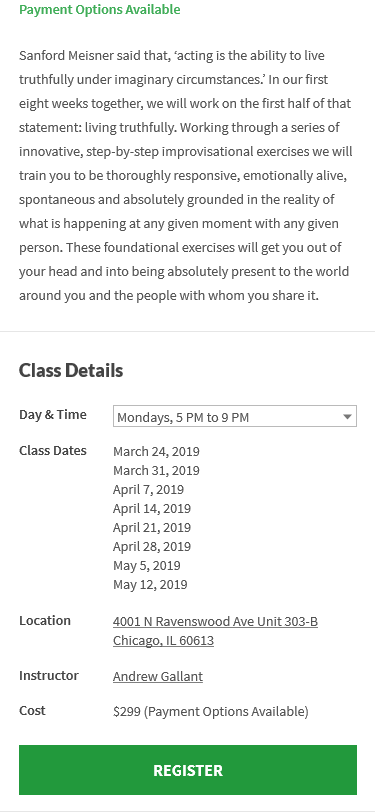 Payment Options Available
Sanford Meisner said that, ‘acting is the ability to live
truthfully under imaginary circumstances.’ In our first
eight weeks together, we will work on the first half of that
statement: living truthfully. Working through a series of
innovative, step-by-step improvisational exercises we will
train you to be thoroughly responsive, emotionally alive,
spontaneous and absolutely grounded in the reality of
what is happening at any given moment with any given
person. These foundational exercises will get you out of
your head and into being absolutely present to the world
around you and the people with whom you share it.
Class Details
Day & Time Mondays, 5 PM to 9 PM
Class Dates March 24, 2019
March 31, 2019
April 7, 2019
April 14, 2019
April 21, 2019
April 28, 2019
May 5, 2019
May 12, 2019
Location 4001 N Ravenswood Ave Unit 303-B
Chicago, IL 60613
Instructor Andrew Gallant
Cost $299 (Payment Options Available)
REGISTER